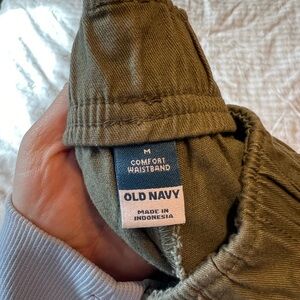 M
COMFORT
WAISTBAND
OLD NAVY
MADE IN
INDONESIA